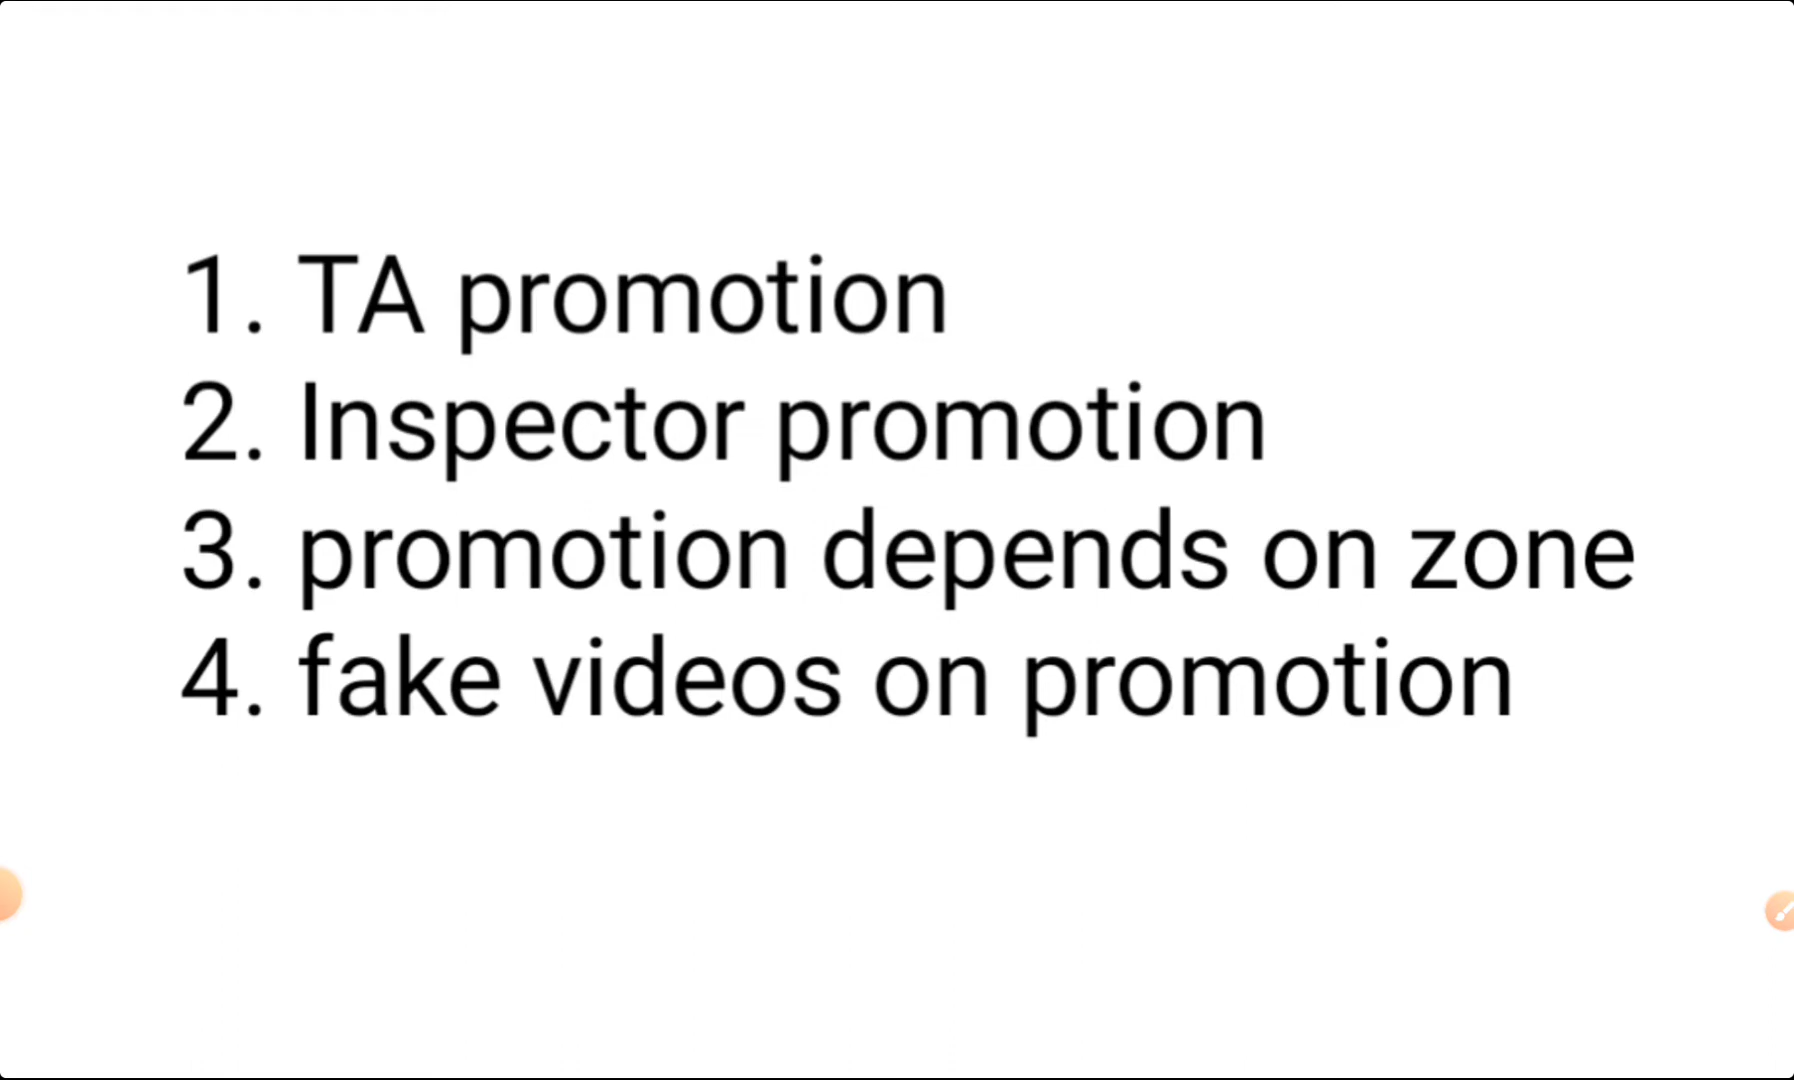 1. TA promotion
2. Inspector promotion
3. promotion depends on zone
4. fake videos on promotion